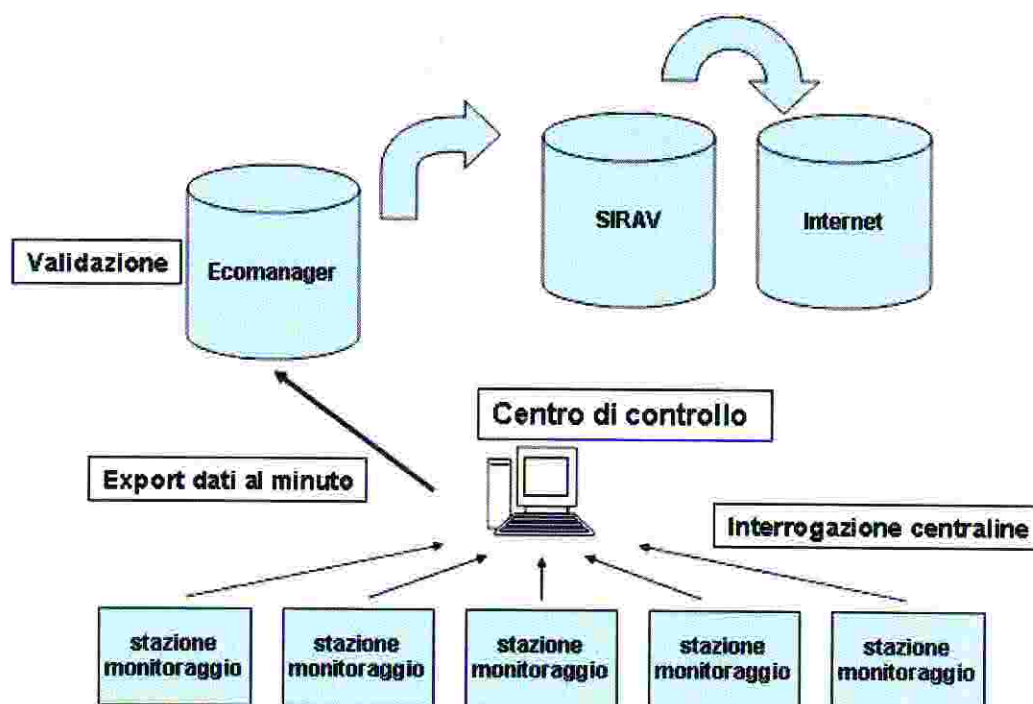 SIRAV
Internet
Validazione
Ecomanager
Centro di controllo
Export dati al minuto
Interrogazione centraline
stazione
monitoraggio
stazione
monitoraggio
stazione
monitoraggio
stazione
monitoraggio
stazione
monitoraggio